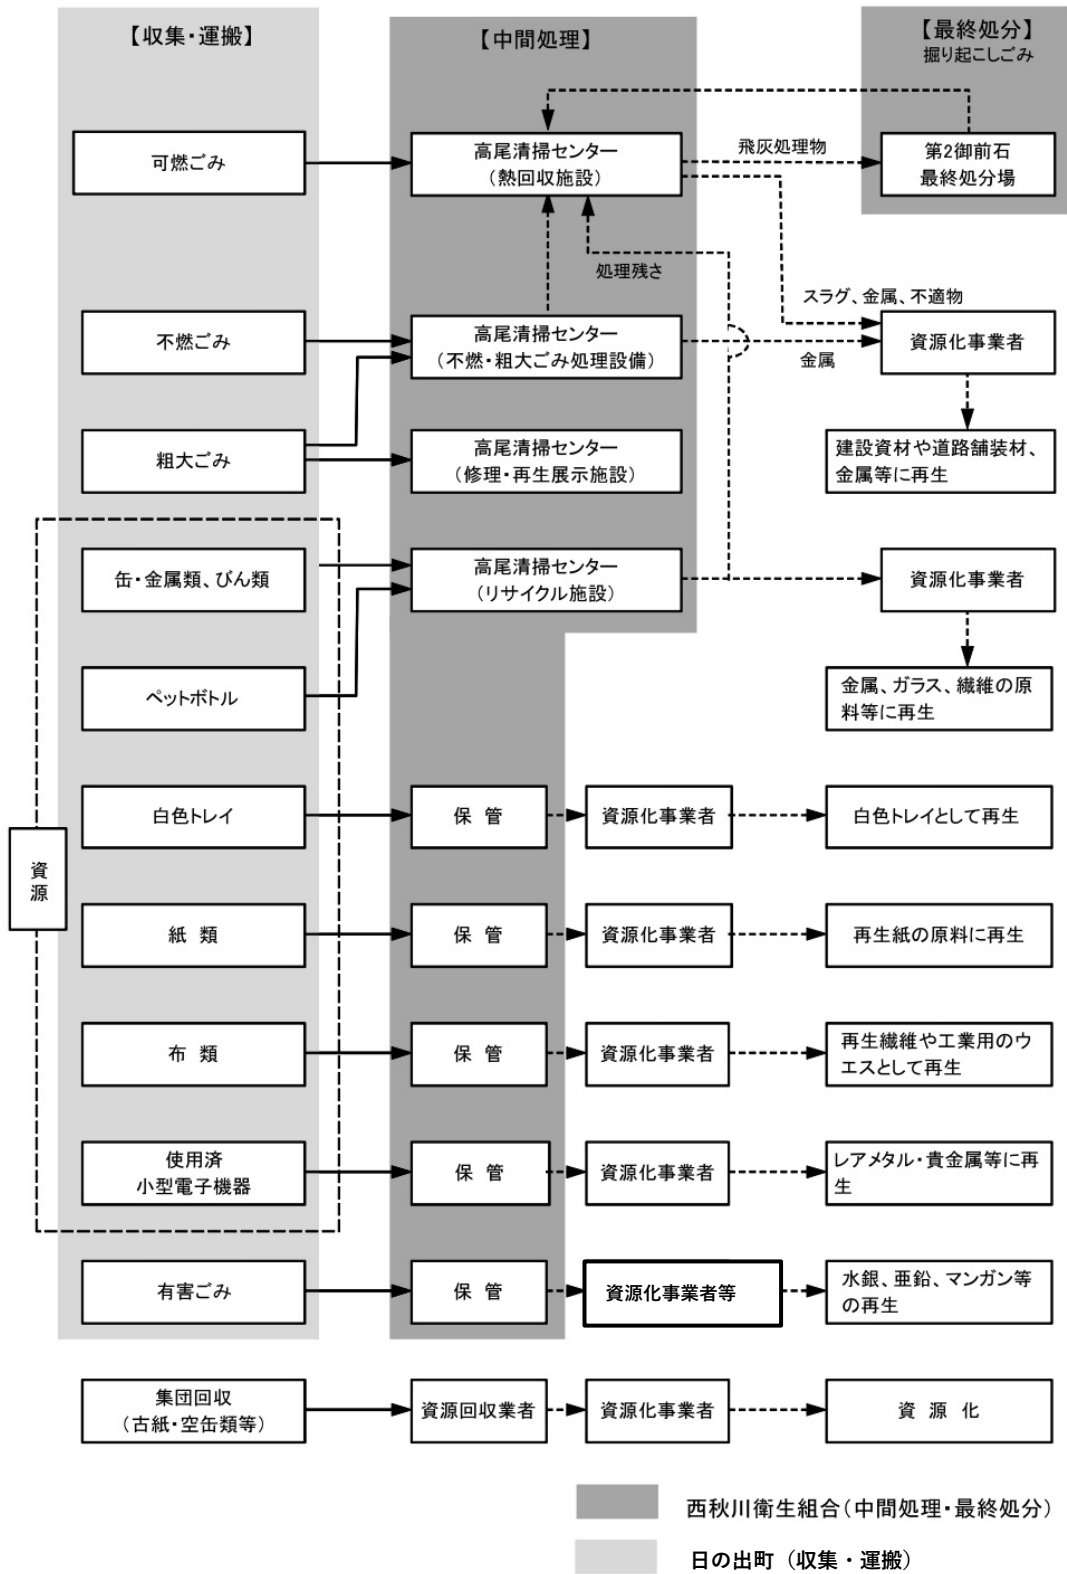 【収集・運搬】
【中間処理】
【最終処分】
掘り起こしごみ
可燃ごみ
高尾清掃センター
（熱回収施設）
飛灰処理物
第2御前石
最終処分場
処理残さ
スラグ、金属、不適物
不燃ごみ
高尾清掃センター
（不燃・粗大ごみ処理設備）
金属
資源化事業者
粗大ごみ
高尾清掃センター
（修理・再生展示施設）
建設資材や道路舗装材、
金属等に再生
缶・金属類、びん類
高尾清掃センター
（リサイクル施設）
資源化事業者
ペットボトル
金属、ガラス、繊維の原
料等に再生
資
源
白色トレイ
保 管
資源化事業者
白色トレイとして再生
紙 類
保 管
資源化事業者
再生紙の原料に再生
布 類
保 管
資源化事業者
再生繊維や工業用のウ
エスとして再生
使用済
小型電子機器
保 管
資源化事業者
レアメタル・貴金属等に再
生
有害ごみ
保 管
資源化事業者等
水銀、亜鉛、マンガン等
の再生
集団回収
（古紙・空缶類等）
資源回収業者
資源化事業者
資 源 化
西秋川衛生組合（中間処理・最終処分）
日の出町（収集・運搬）